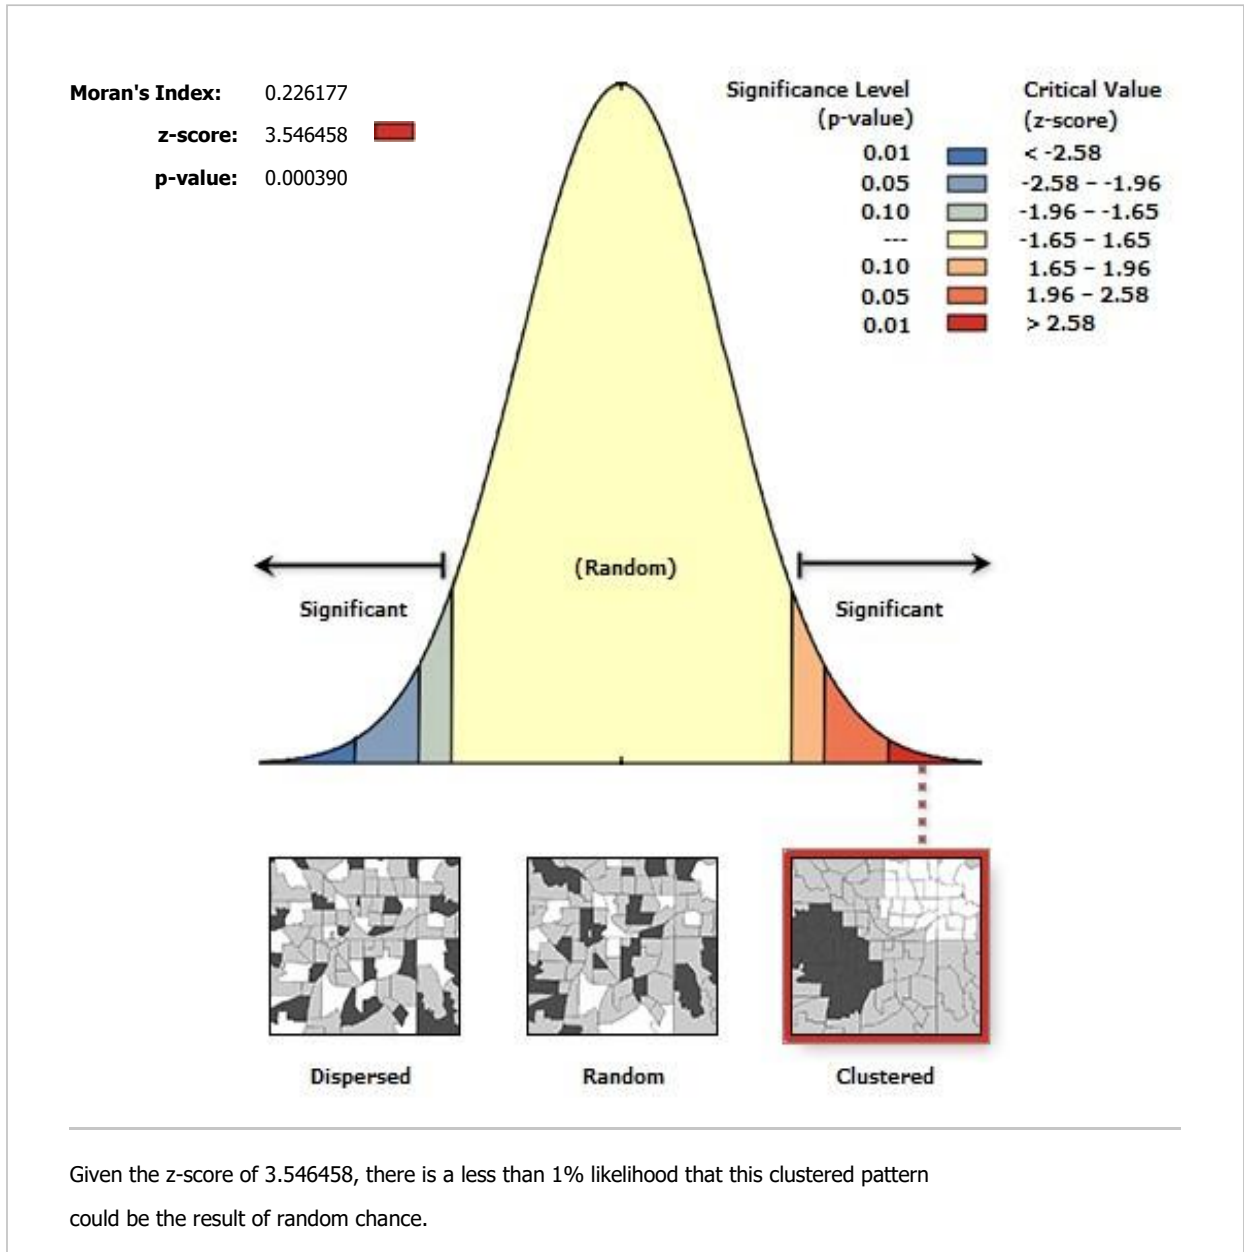 Moran's Index: 0.226177
z-score: 3.546458
p-value: 0.000390
Significance Level Critical Value
(p-value) (z-score)
0.01 < -2.58
0.05 -2.58 – -1.96
0.10 -1.96 – -1.65
--- -1.65 – 1.65
0.10 1.65 – 1.96
0.05 1.96 – 2.58
0.01 > 2.58
(Random)
Significant Significant
Dispersed Random Clustered
Given the z-score of 3.546458, there is a less than 1% likelihood that this clustered pattern
could be the result of random chance.